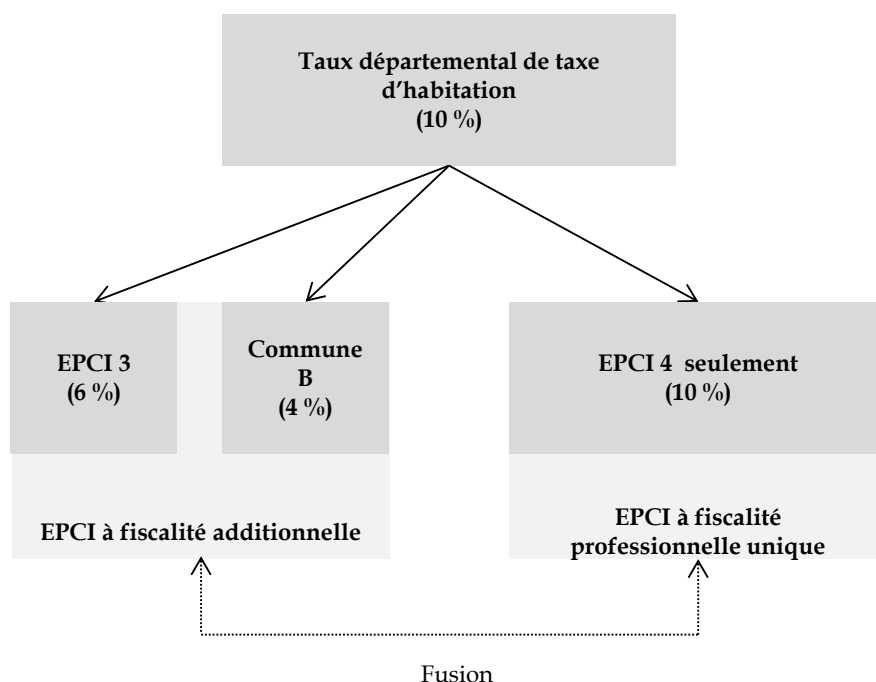 Taux départemental de taxe
d’habitation
(10 %)
EPCI 3
(6 %)
Commune
B
(4 %)
EPCI 4 seulement
(10 %)
EPCI à fiscalité additionnelle
EPCI à fiscalité
professionnelle unique
Fusion